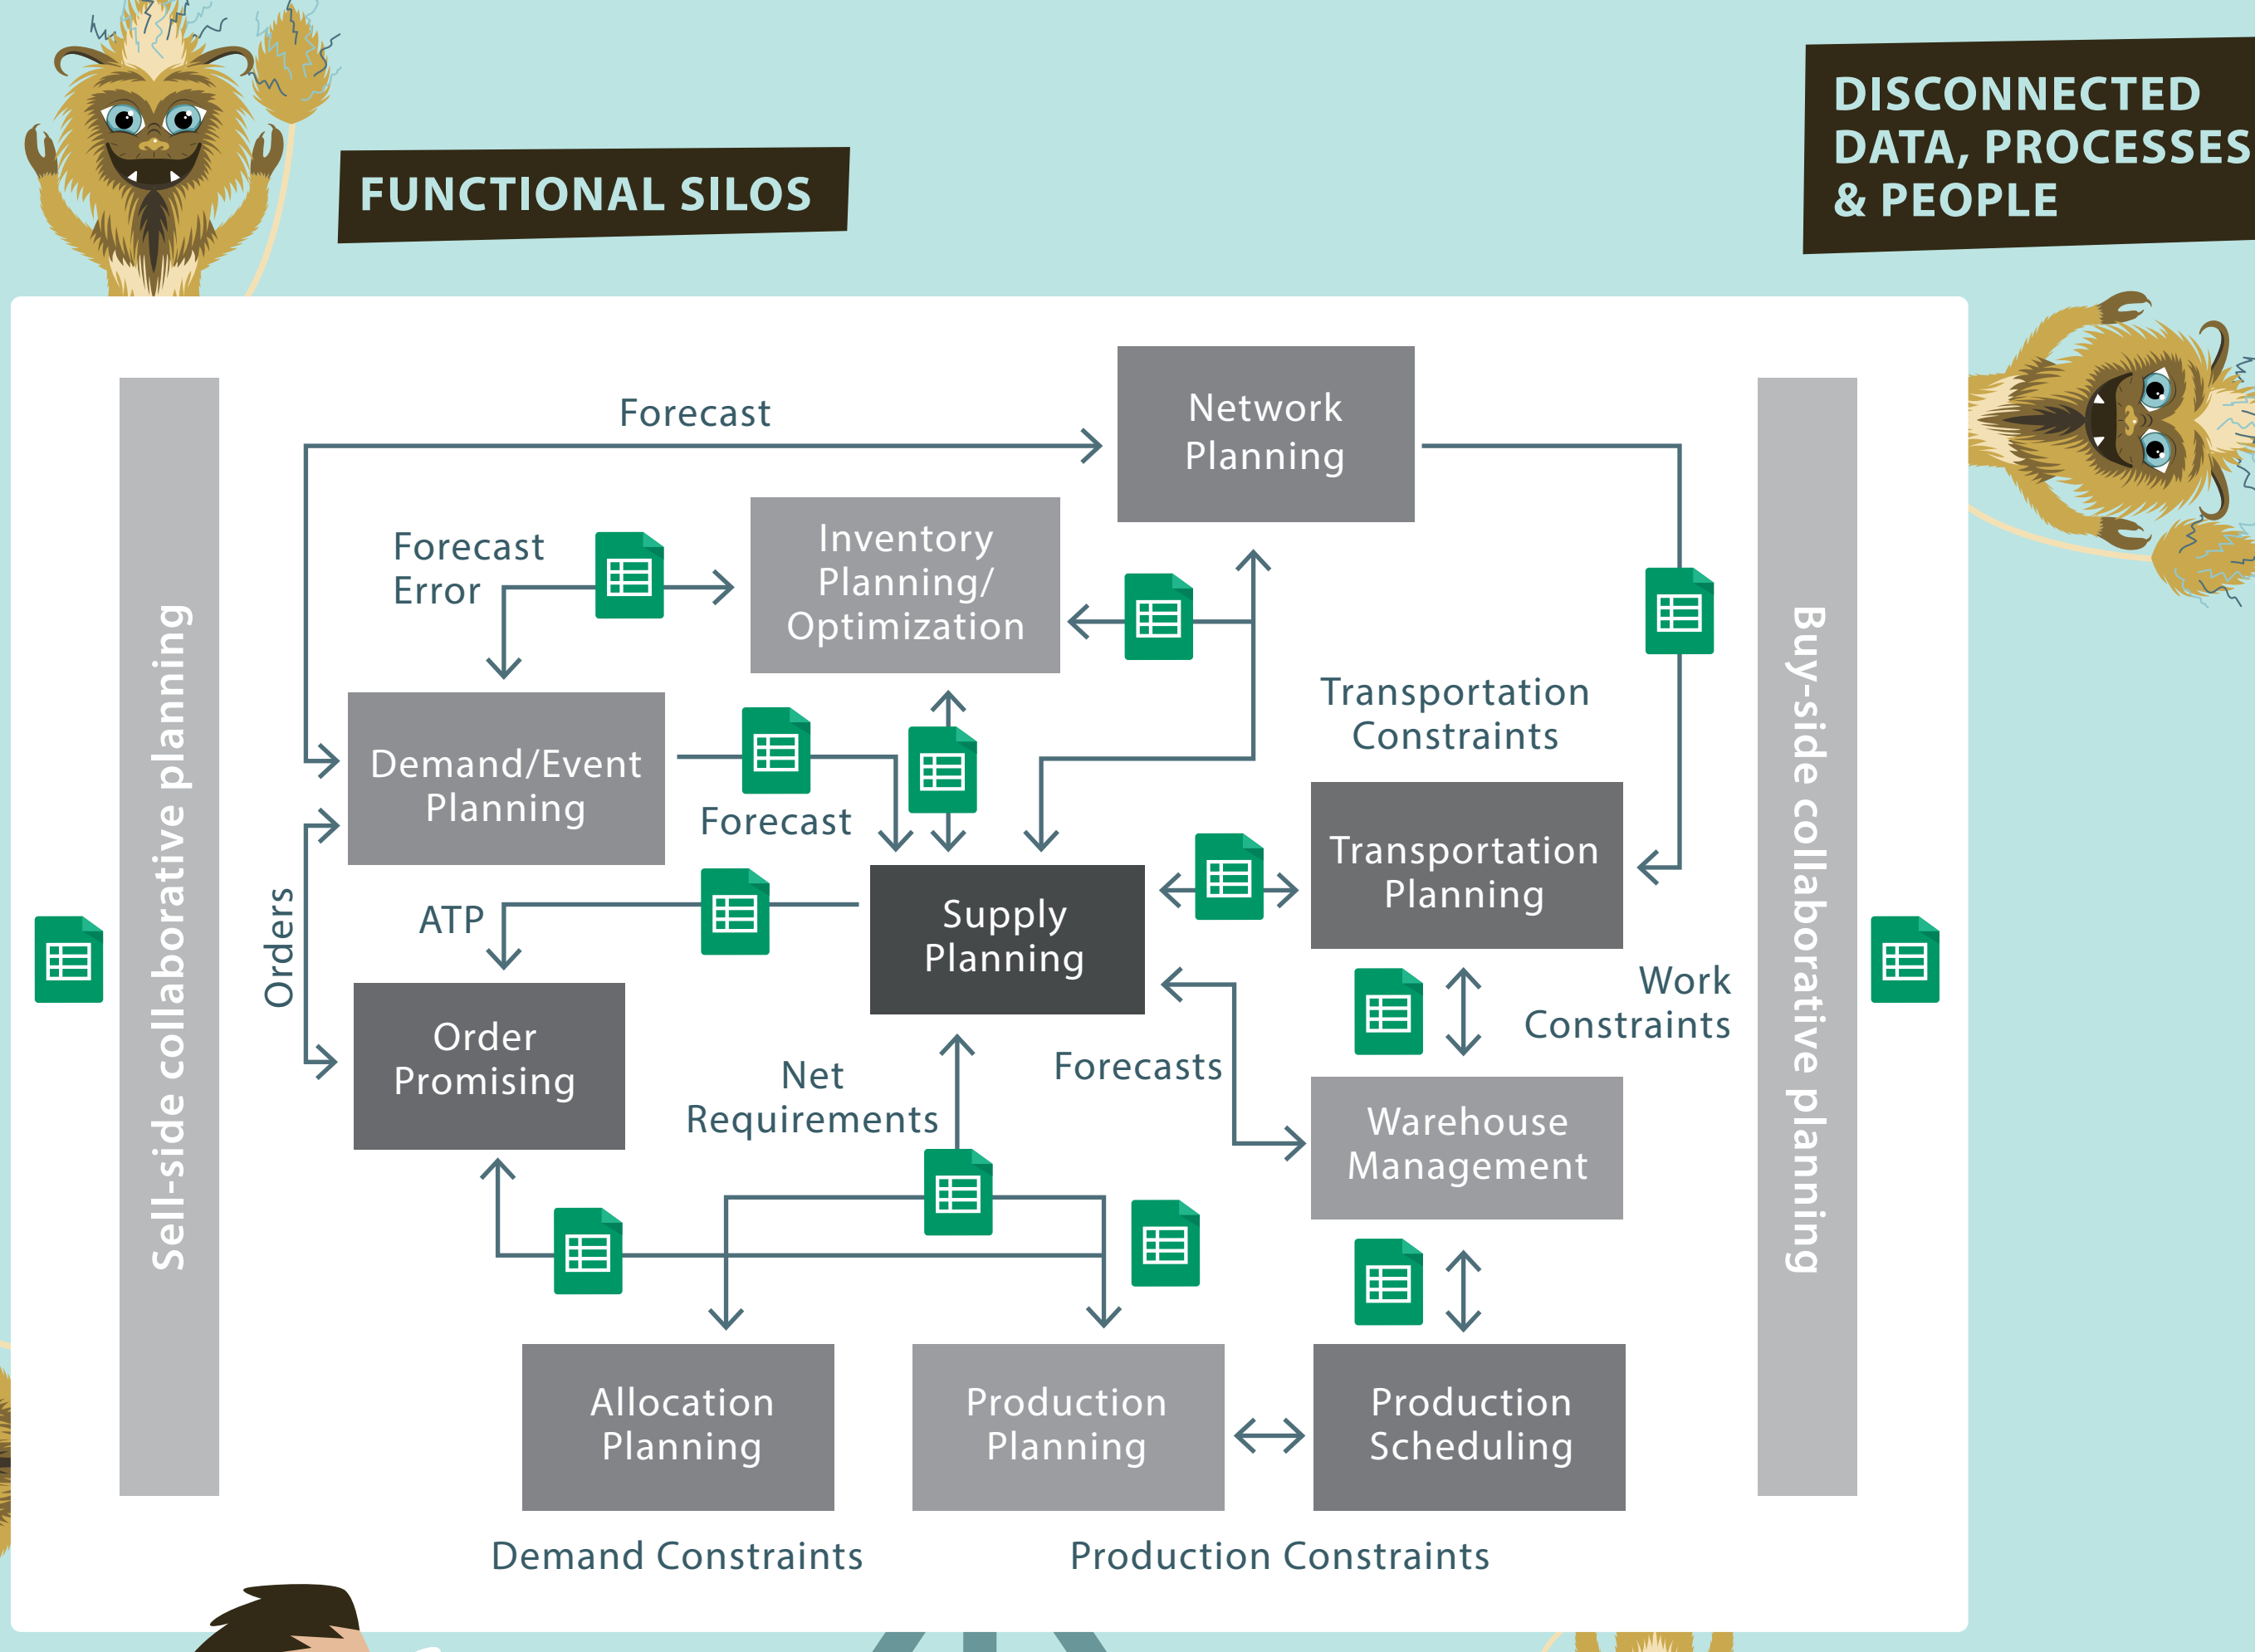 FUNCTIONAL SILOS
DISCONNECTED
DATA, PROCESSES
& PEOPLE
Sell-side collaborative planning
Forecast
Network
Planning
Forecast
Error
Inventory
Planning/
Optimization
Transportation
Constraints
Demand/Event
Planning
Forecast
Transportation
Planning
Orders
ATP
Supply
Planning
Work
Constraints
Order
Promising
Net
Requirements
Forecasts
Warehouse
Management
Allocation
Planning
Production
Planning
Production
Scheduling
Demand Constraints
Production Constraints
Buy-side collaborative planning